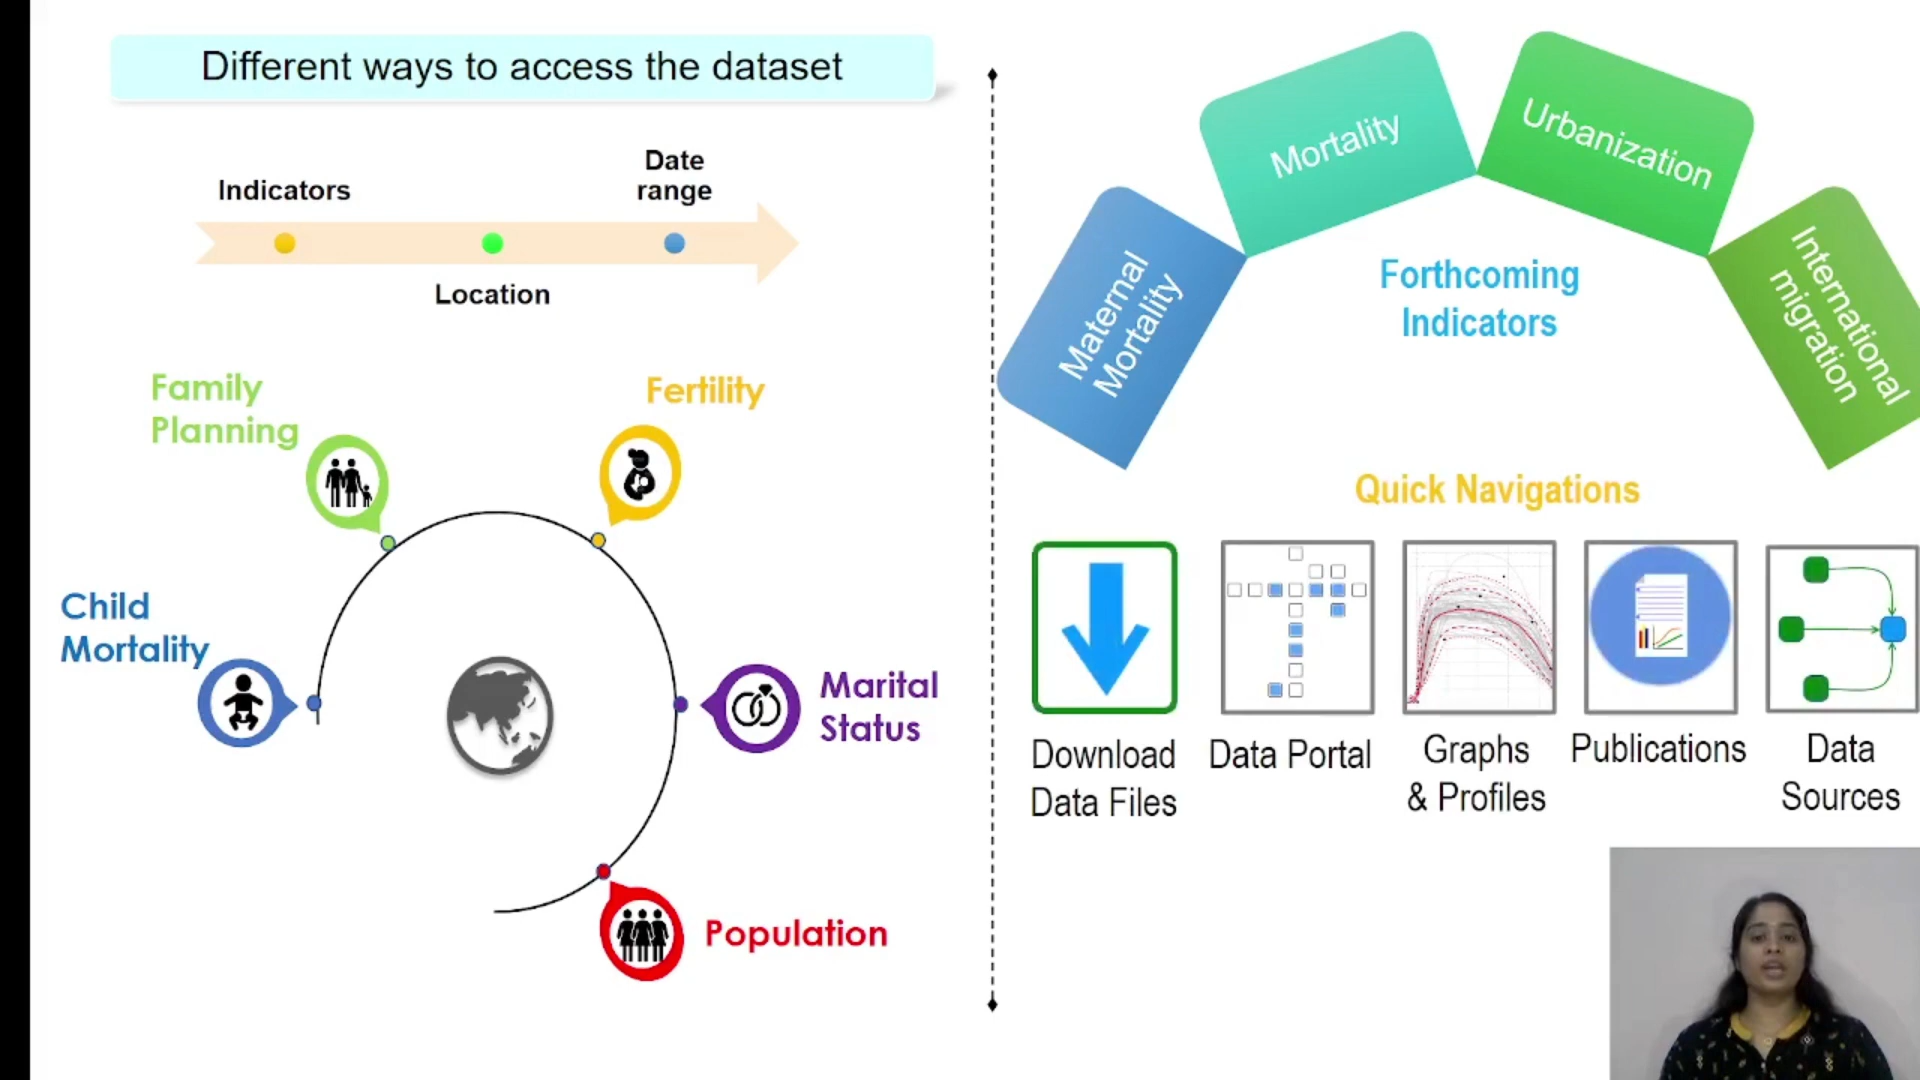 Different ways to access the dataset
Indicators
Date
range
Location
Family
Planning
Fertility
Child
Mortality
Marital
Status
Population
Maternal
Mortality
Mortality
Urbanization
International
migration
Forthcoming
Indicators
Quick Navigations
Download
Data Files
Data Portal
Graphs
& Profiles
Publications
Data
Sources